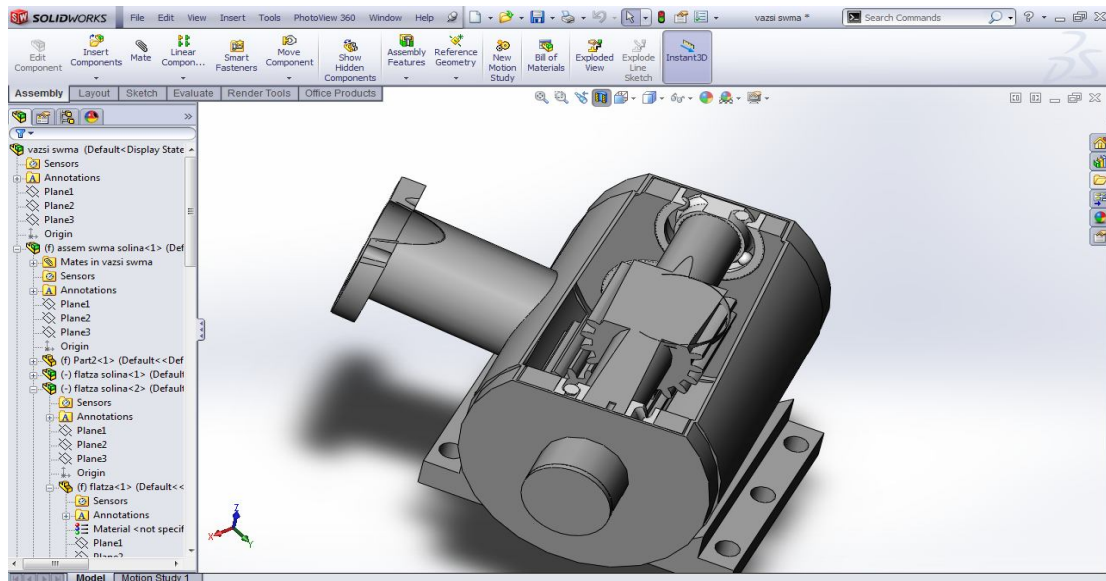 SW SOLIDWORKS File Edit View Insert Tools PhotoView 360 Window Help vazsi swma * Search Commands ?
Edit Component Insert Components Mate Linear Compon... Smart Fasteners Move Component Show Hidden Components Assembly Features Reference Geometry New Motion Study Bill of Materials Exploded View Explode Line Sketch Instant3D
Assembly Layout Sketch Evaluate Render Tools Office Products
vazsi swma (Default<Display State
Sensors
Annotations
Plane1
Plane2
Plane3
Origin
(f) assem swma solina<1> (Def
Mates in vazsi swma
Sensors
Annotations
Plane1
Plane2
Plane3
Origin
(f) Part2<1> (Default<<Def
(-) flatza solina<1> (Default
(-) flatza solina<2> (Default
Sensors
Annotations
Plane1
Plane2
Plane3
Origin
(f) flatza<1> (Default<<
Sensors
Annotations
Material <not specif
Plane1
Plane2
Z
X
Y
Model Motion Study 1